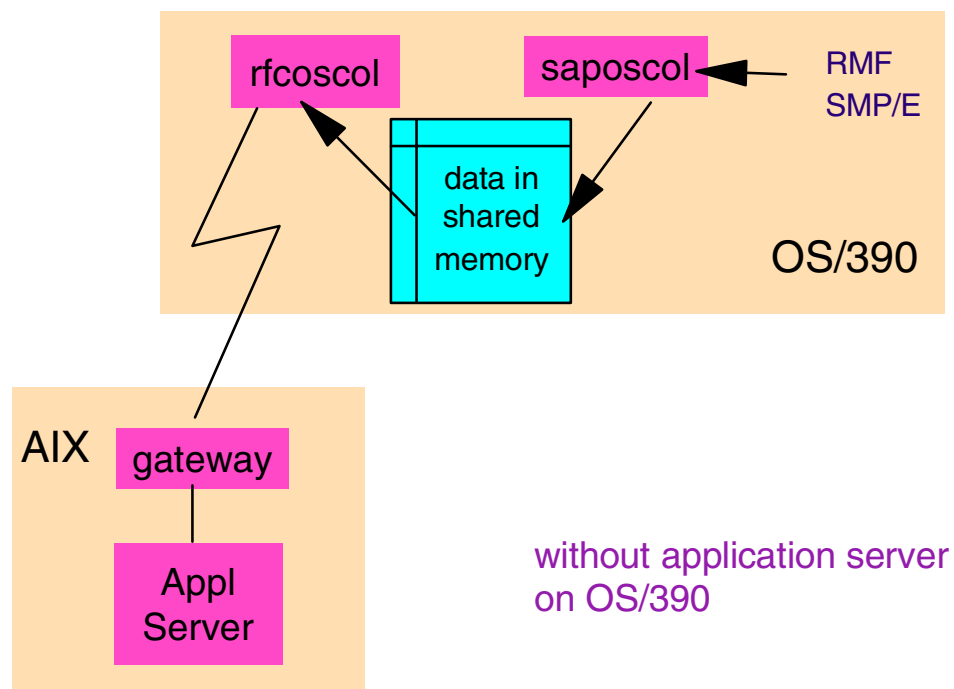 rfcoscol
saposcol
RMF
SMP/E
data in
shared
memory
OS/390
AIX
gateway
Appl
Server
without application server
on OS/390